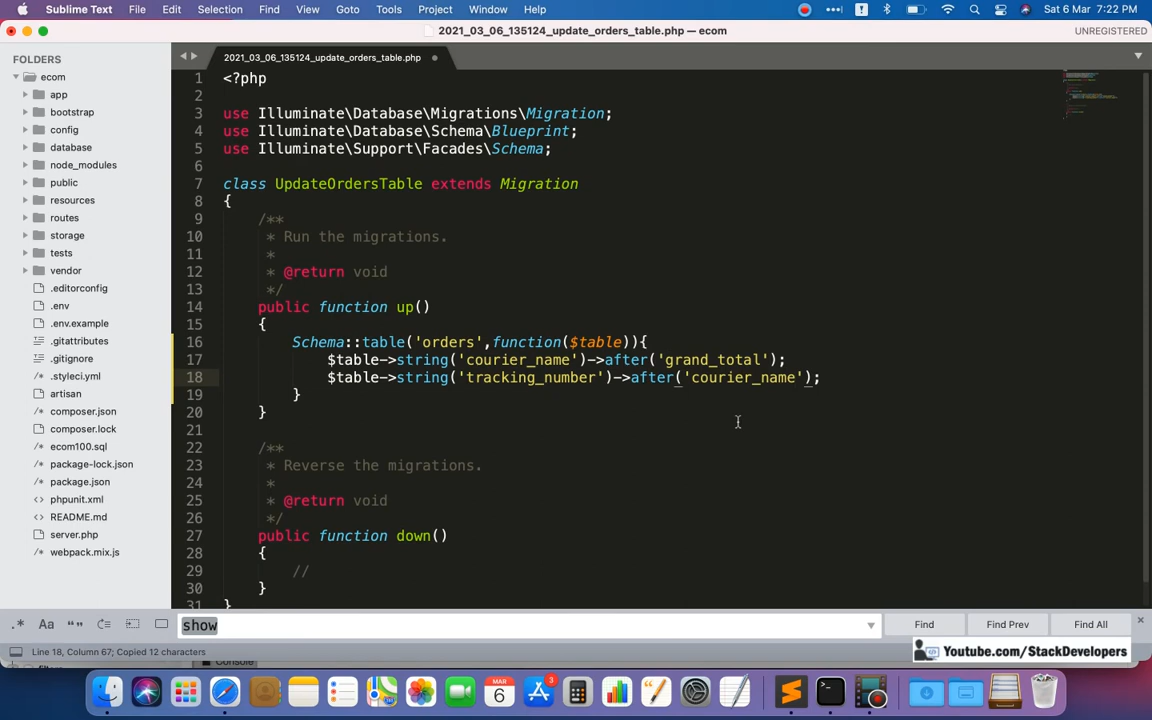 Sublime Text File Edit Selection Find View Goto Tools Project Window Help Sat 6 Mar 7:22 PM
2021_03_06_135124_update_orders_table.php — ecom UNREGISTERED
FOLDERS
ecom
app
bootstrap
config
database
node_modules
public
resources
routes
storage
tests
vendor
.editorconfig
.env
.env.example
.gitattributes
.gitignore
.styleci.yml
artisan
composer.json
composer.lock
ecom100.sql
package-lock.json
package.json
phpunit.xml
README.md
server.php
webpack.mix.js
2021_03_06_135124_update_orders_table.php
1 <?php
2
3 use Illuminate\Database\Migrations\Migration;
4 use Illuminate\Database\Schema\Blueprint;
5 use Illuminate\Support\Facades\Schema;
6
7 class UpdateOrdersTable extends Migration
8 {
9 /**
10 * Run the migrations.
11 *
12 * @return void
13 */
14 public function up()
15 {
16 Schema::table('orders',function($table)){
17 $table->string('courier_name')->after('grand_total');
18 $table->string('tracking_number')->after('courier_name');
19 }
20 }
21
22 /**
23 * Reverse the migrations.
24 *
25 * @return void
26 */
27 public function down()
28 {
29 //
30 }
31 }
.* Aa “” show Find Find Prev Find All
Line 18, Column 67; Copied 12 characters
Youtube.com/StackDevelopers
Console
MAR
6
3